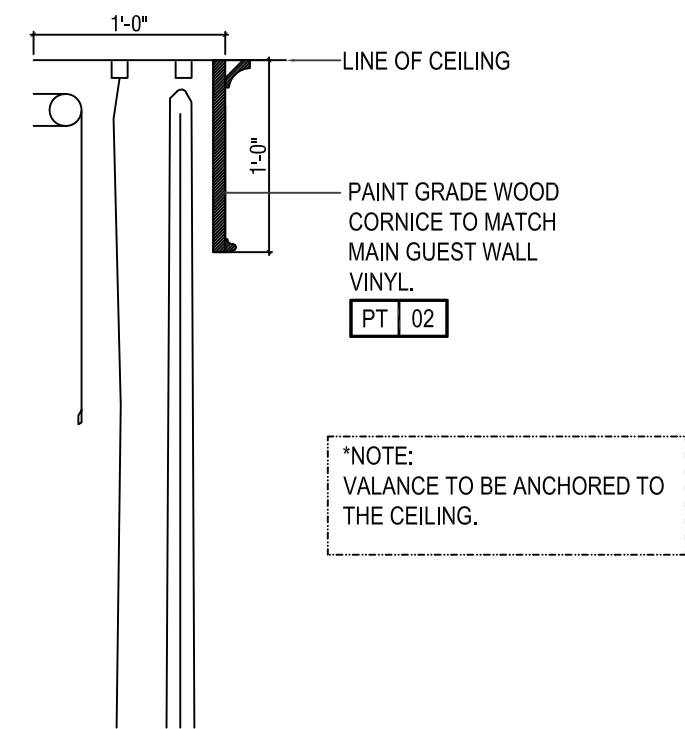 1'-0"
LINE OF CEILING
1'-0"
PAINT GRADE WOOD
CORNICE TO MATCH
MAIN GUEST WALL
VINYL.
PT 02
*NOTE:
VALANCE TO BE ANCHORED TO
THE CEILING.